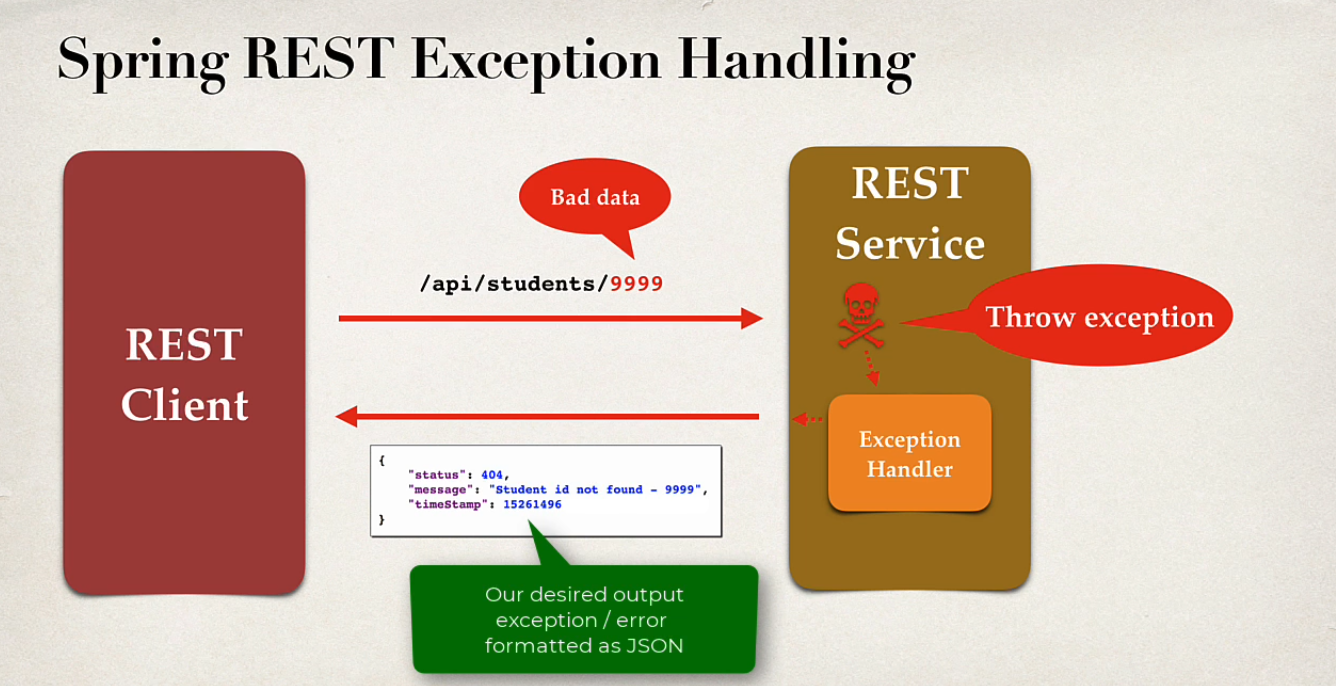 Spring REST Exception Handling
REST
Client
Bad data
/api/students/9999
REST
Service
Throw exception
Exception
Handler
{
"status": 404,
"message": "Student id not found - 9999",
"timeStamp": 15261496
}
Our desired output
exception / error
formatted as JSON